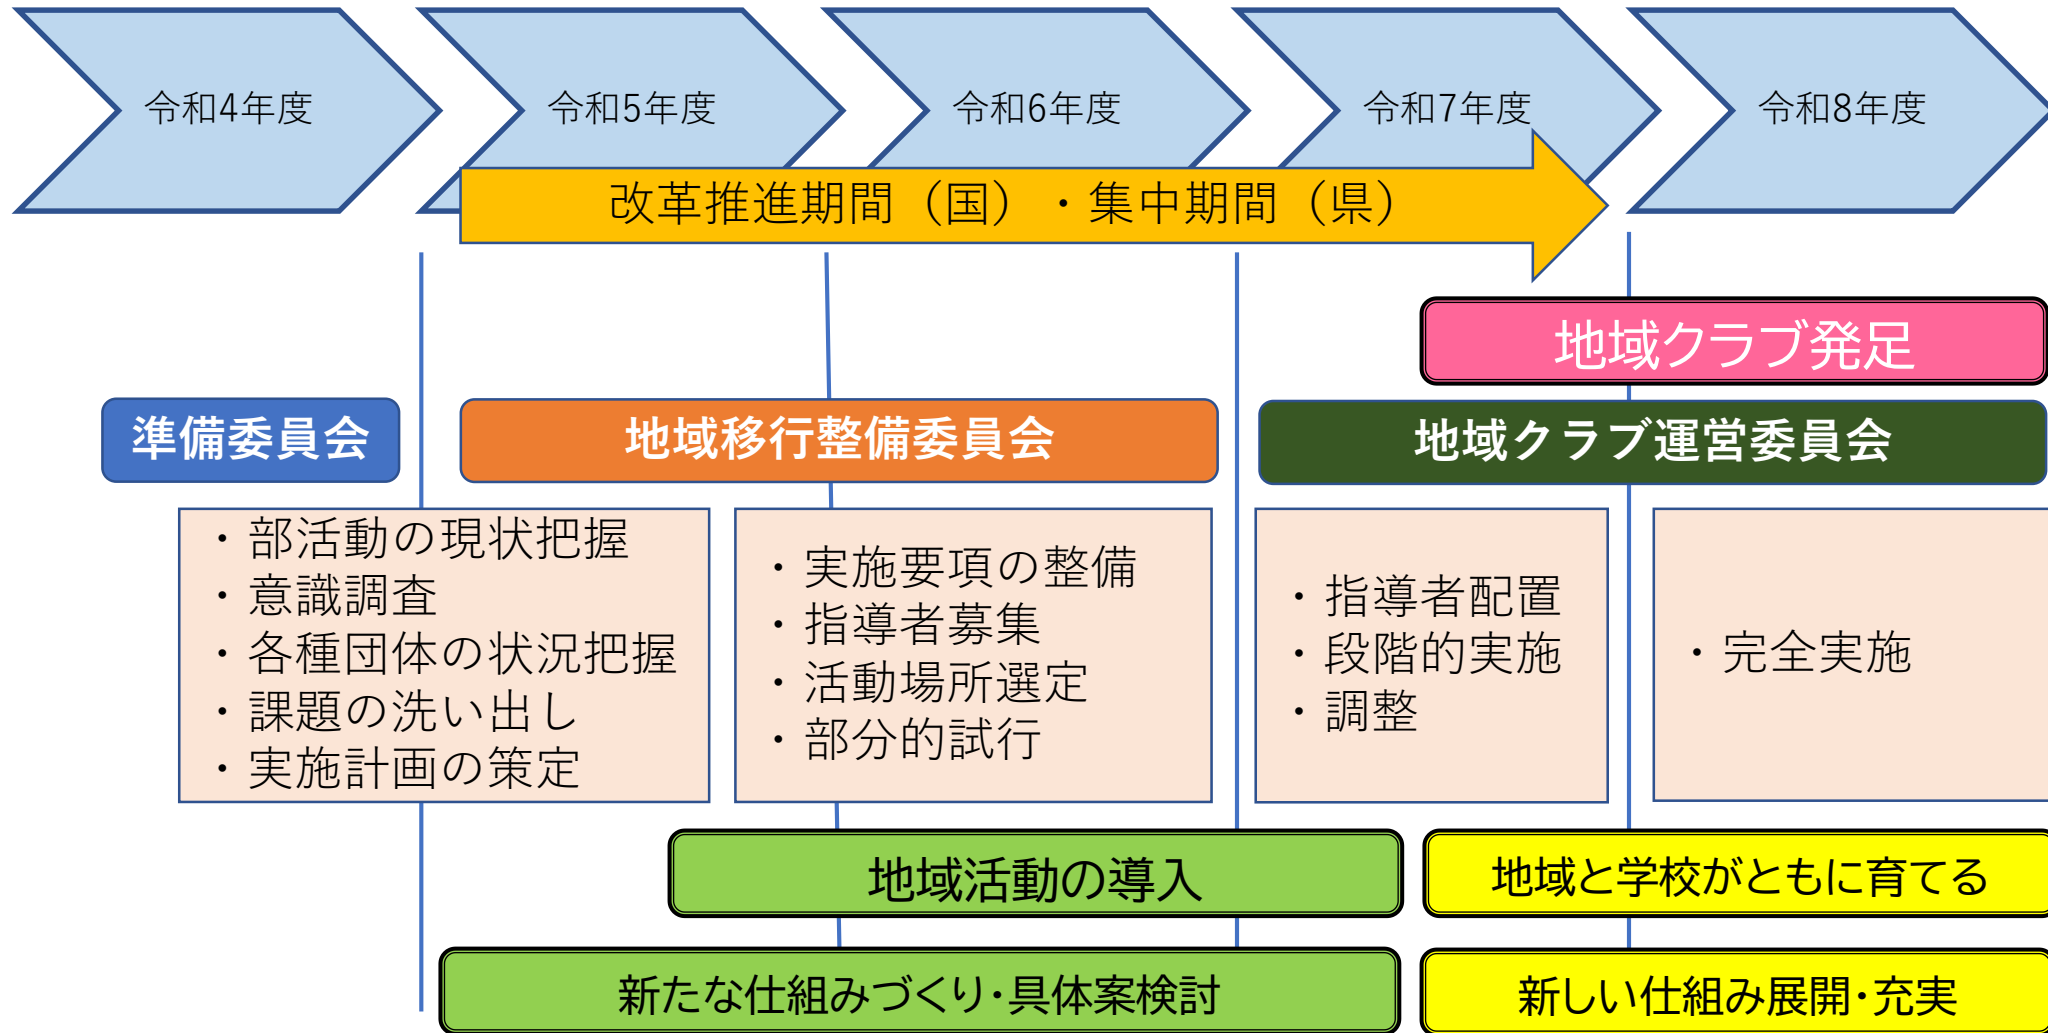 令和4年度
令和5年度
令和6年度
令和7年度
令和8年度
改革推進期間（国）・集中期間（県）
地域クラブ発足
準備委員会
地域移行整備委員会
地域クラブ運営委員会
・部活動の現状把握
・意識調査
・各種団体の状況把握
・課題の洗い出し
・実施計画の策定
・実施要項の整備
・指導者募集
・活動場所選定
・部分的試行
・指導者配置
・段階的実施
・調整
・完全実施
地域活動の導入
地域と学校がともに育てる
新たな仕組みづくり・具体案検討
新しい仕組み展開・充実